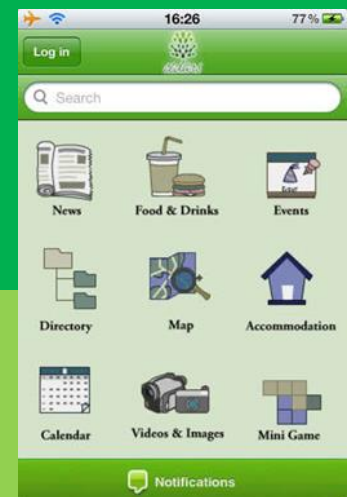 16:26 77%
Log in
Search
News Food & Drinks Events
Directory Map Accommodation
Calendar Videos & Images Mini Game
Notifications